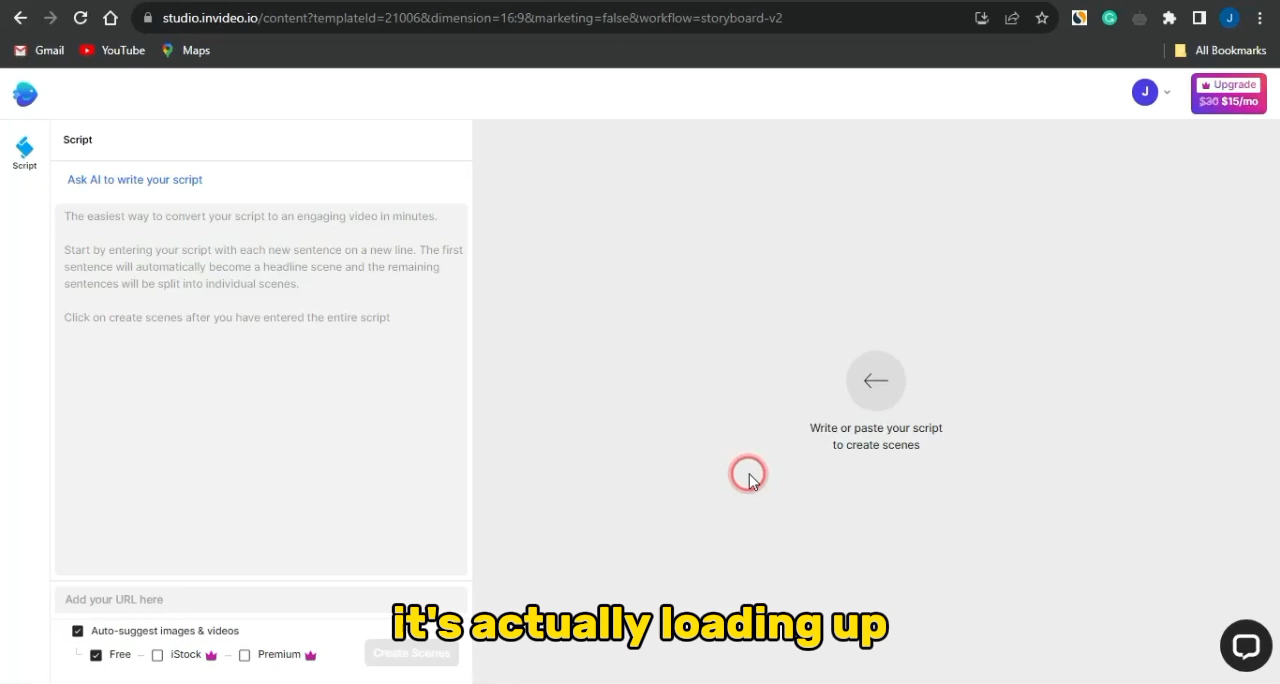 studio.invideo.io/content?templateId=21006&dimension=16:9&marketing=false&workflow=storyboard-v2
J
Gmail
YouTube
Maps
All Bookmarks
J
Upgrade
$30 $15/mo
Script
Script
Ask AI to write your script
The easiest way to convert your script to an engaging video in minutes.
Start by entering your script with each new sentence on a new line. The first
sentence will automatically become a headline scene and the remaining
sentences will be split into individual scenes.
Click on create scenes after you have entered the entire script
Write or paste your script
to create scenes
Add your URL here
it's actually loading up
Auto-suggest images & videos
Free
iStock
Premium
Create Scenes